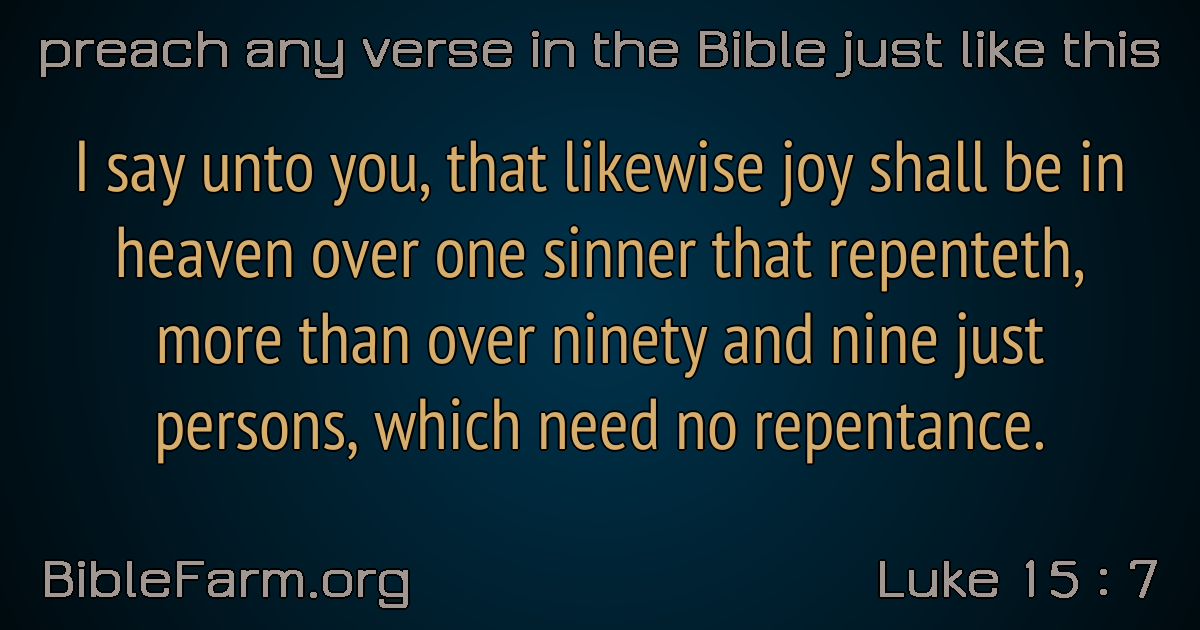 preach any verse in the Bible just like this
I say unto you, that likewise joy shall be in
heaven over one sinner that repenteth,
more than over ninety and nine just
persons, which need no repentance.
BibleFarm.org
Luke 15 : 7